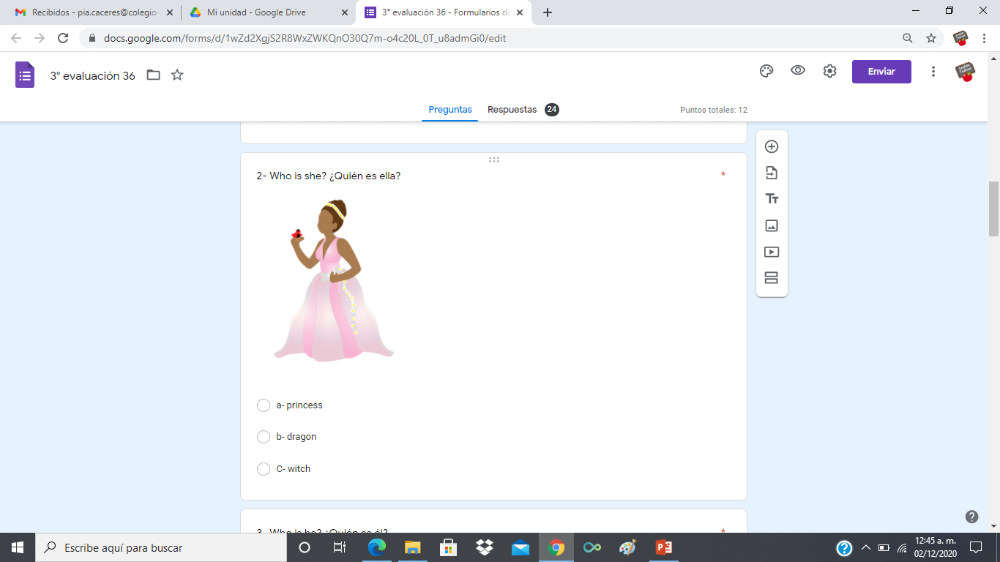 Recibidos - pia.caceres@colegio-
Mi unidad - Google Drive
3° evaluación 36 - Formularios de
docs.google.com/forms/d/1wZd2XgjS2R8WxZWKQnO30Q7m-o4c20L_0T_u8admGi0/edit
3° evaluación 36
Enviar
Preguntas
Respuestas 24
Puntos totales: 12
2- Who is she? ¿Quién es ella? *
a- princess
b- dragon
C- witch
3- Who is he? ¿Quién es él? *
Escribe aquí para buscar
12:45 a. m.
02/12/2020